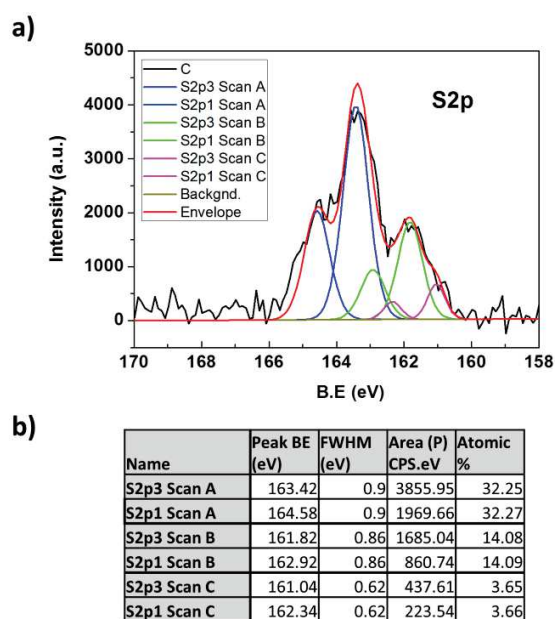 a)
5000
4000
3000
2000
1000
0
Intensity (a.u.)
C
S2p3 Scan A
S2p1 Scan A
S2p3 Scan B
S2p1 Scan B
S2p3 Scan C
S2p1 Scan C
Backgnd.
Envelope
S2p
170 168 166 164 162 160 158
B.E (eV)
b)
Name Peak BE (eV) FWHM (eV) Area (P) CPS.eV Atomic %
S2p3 Scan A 163.42 0.9 3855.95 32.25
S2p1 Scan A 164.58 0.9 1969.66 32.27
S2p3 Scan B 161.82 0.86 1685.04 14.08
S2p1 Scan B 162.92 0.86 860.74 14.09
S2p3 Scan C 161.04 0.62 437.61 3.65
S2p1 Scan C 162.34 0.62 223.54 3.66